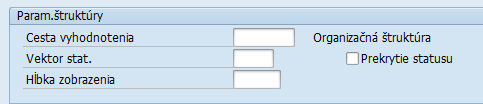 Param.štruktúry
Cesta vyhodnotenia Organizačná štruktúra
Vektor stat. Prekrytie statusu
Hĺbka zobrazenia